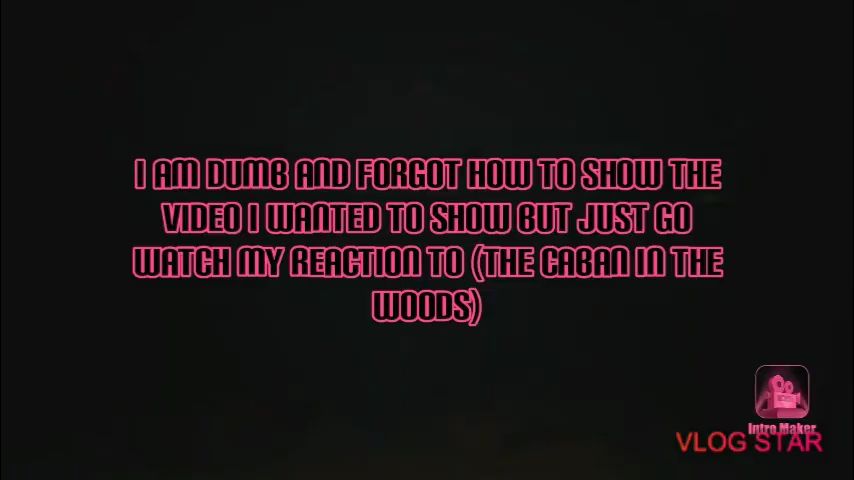 I AM DUMB AND FORGOT HOW TO SHOW THE
VIDEO I WANTED TO SHOW BUT JUST GO
WATCH MY REACTION TO (THE CABAN IN THE
WOODS)
Intro Maker
VLOG STAR